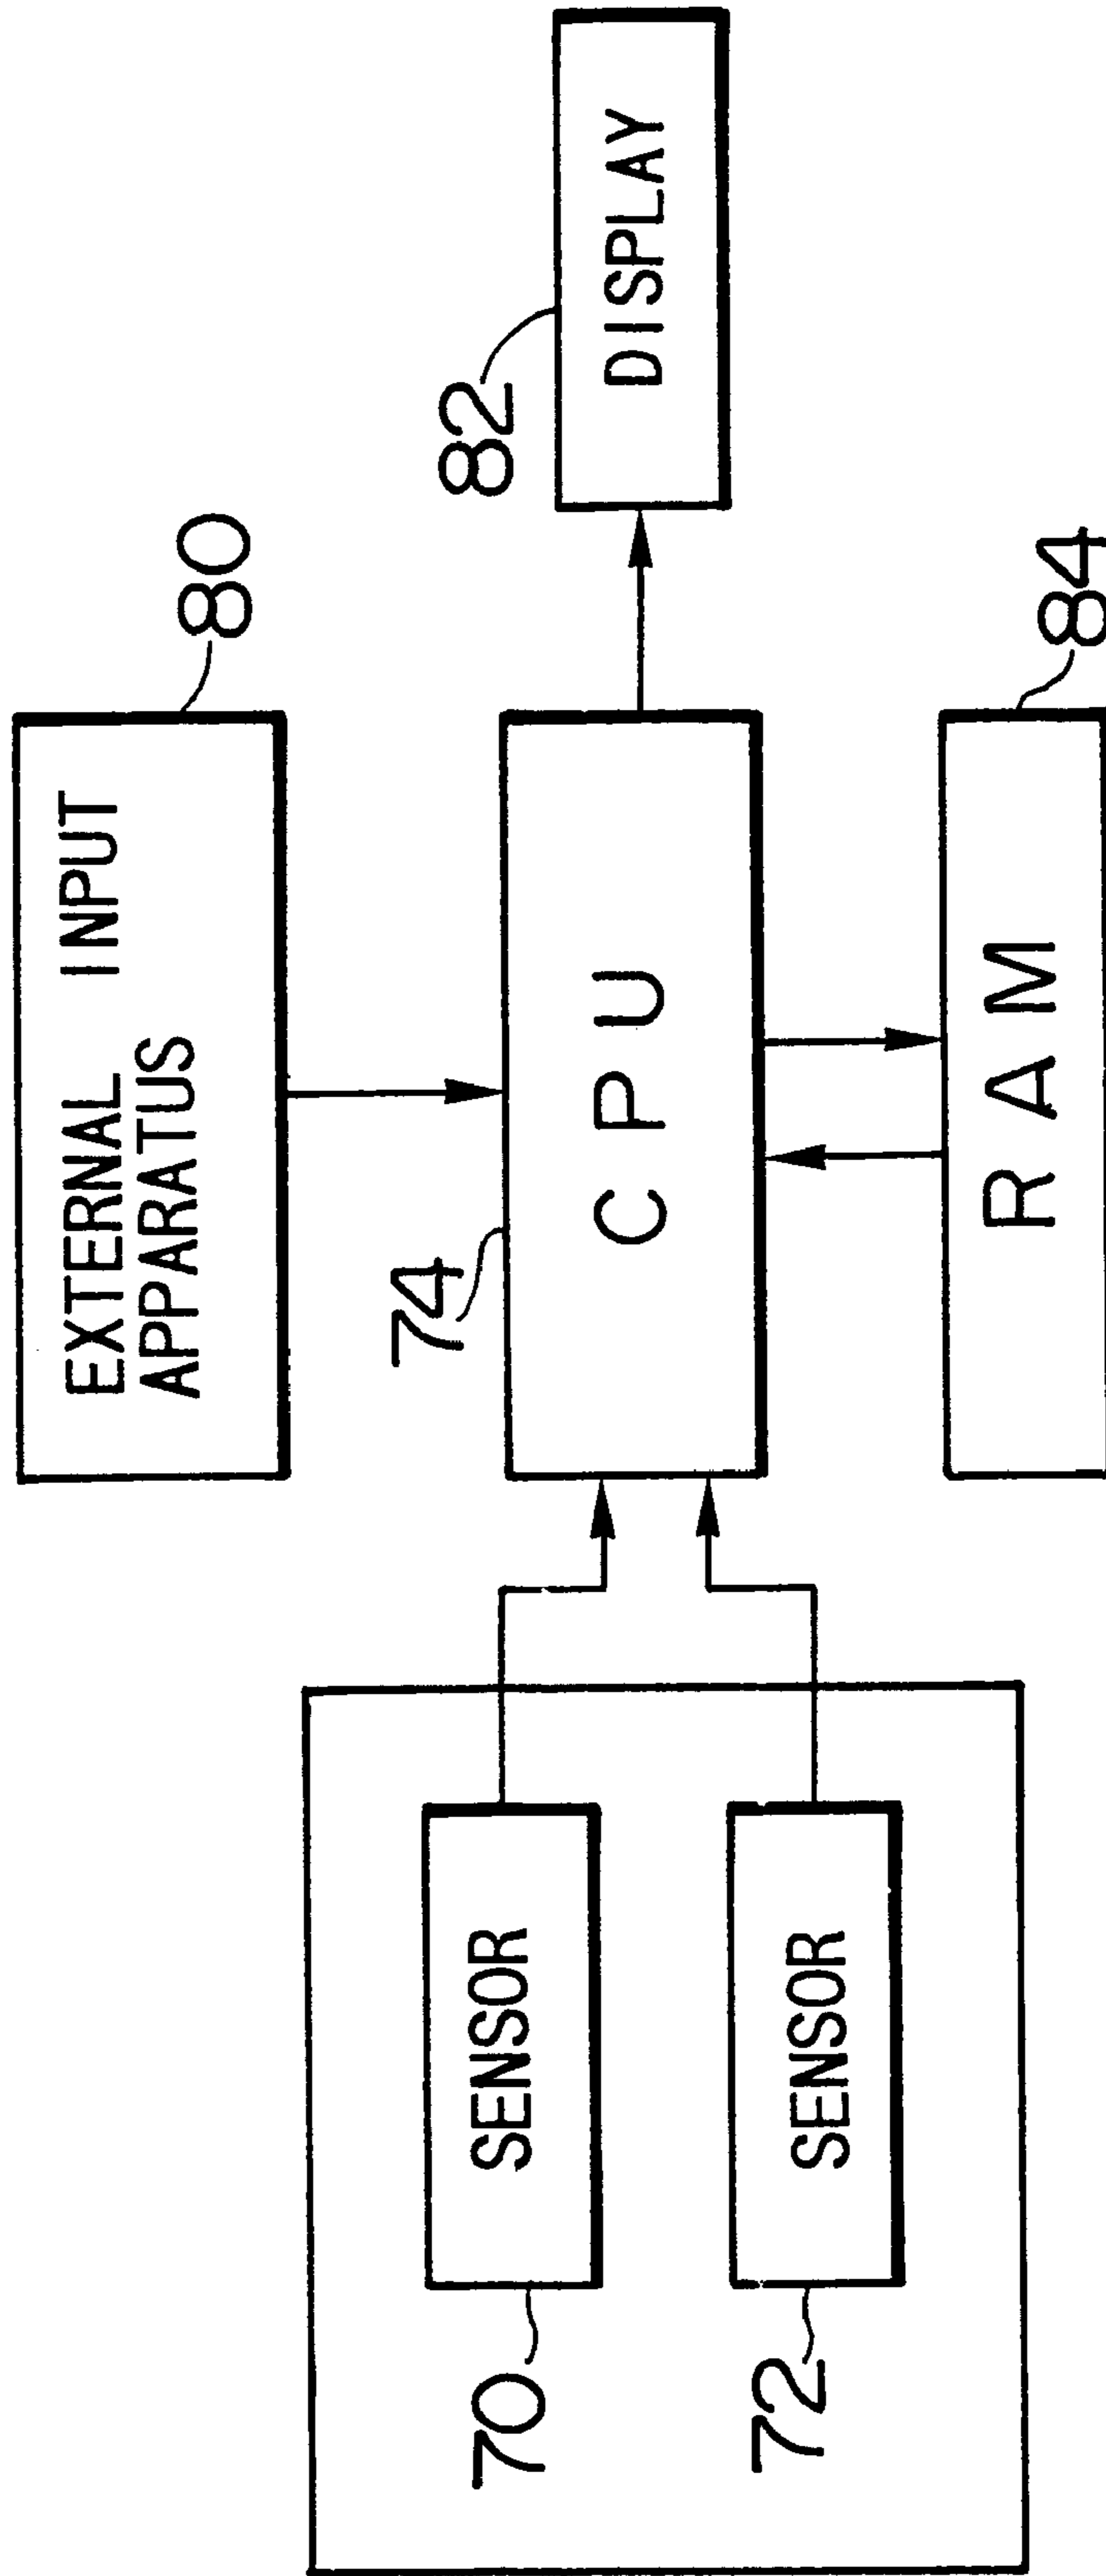 EXTERNAL INPUT
APPARATUS
80
74
CPU
82
DISPLAY
70
SENSOR
72
SENSOR
RAM
84